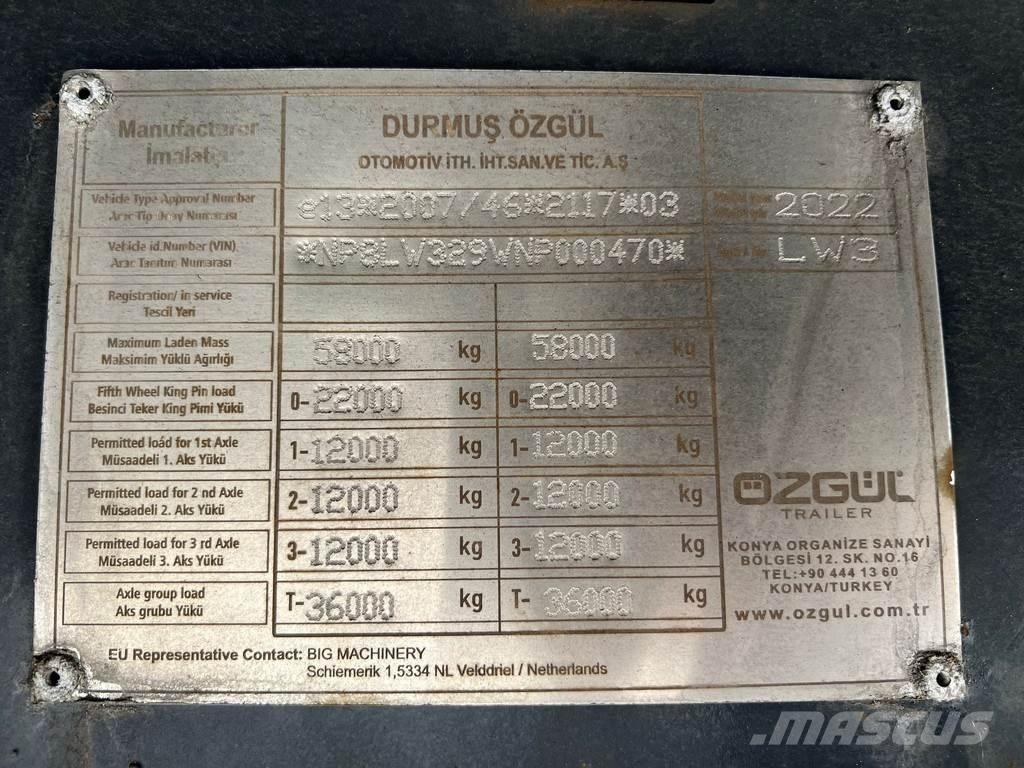 Manufacturer
İmalatçı
DURMUŞ ÖZGÜL
OTOMOTİV İTH. İHT.SAN.VE TİC. A.Ş
Vehicle Type Approval Number
Araç Tip Onay Numarası
e13*2007/46*2117*03
2022
Vehicle id.Number (VIN)
Araç Tanıtım Numarası
*NP8LW329WNP000470*
LW3
Registration/ in service
Tescil Yeri
Maximum Laden Mass
Maksimim Yüklü Ağırlığı
58000 kg 58000 kg
Fifth Wheel King Pin load
Besinci Teker King Pimi Yükü
0-22000 kg 0-22000 kg
Permitted load for 1st Axle
Müsaadeli 1. Aks Yükü
1-12000 kg 1-12000 kg
Permitted load for 2 nd Axle
Müsaadeli 2. Aks Yükü
2-12000 kg 2-12000 kg
Permitted load for 3 rd Axle
Müsaadeli 3. Aks Yükü
3-12000 kg 3-12000 kg
Axle group load
Aks grubu Yükü
T-36000 kg T- 36000 kg
ÖZGÜL
TRAILER
KONYA ORGANİZE SANAYİ
BÖLGESİ 12. SK. NO.16
TEL:+90 444 13 60
KONYA/TURKEY
www.ozgul.com.tr
EU Representative Contact: BIG MACHINERY
Schiemerik 1,5334 NL Velddriel / Netherlands
MASCUS